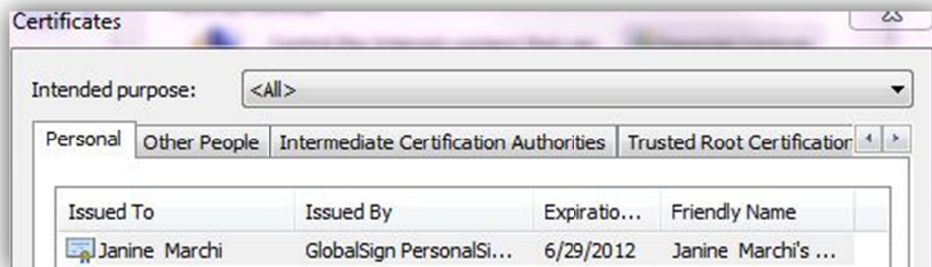 Certificates
Intended purpose: <All>
Personal Other People Intermediate Certification Authorities Trusted Root Certification
Issued To Issued By Expiratio... Friendly Name
Janine Marchi GlobalSign PersonalSi... 6/29/2012 Janine Marchi's ...